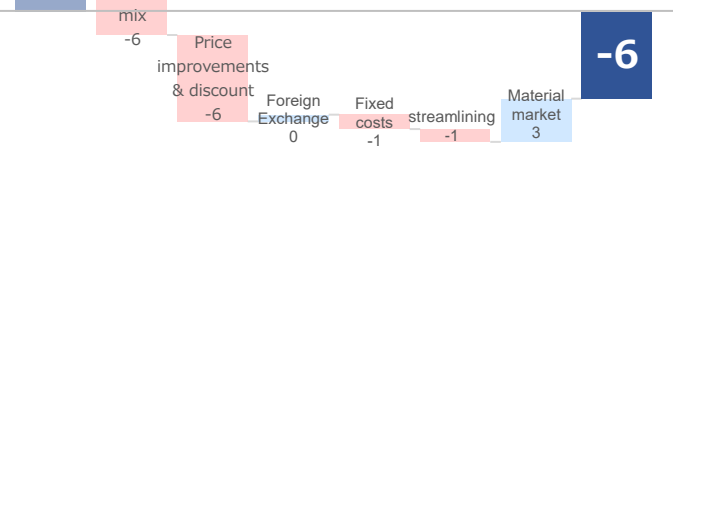 mix
-6
Price
improvements
& discount
-6
Foreign
Exchange
0
Fixed
costs
-1
streamlining
-1
Material
market
3
-6